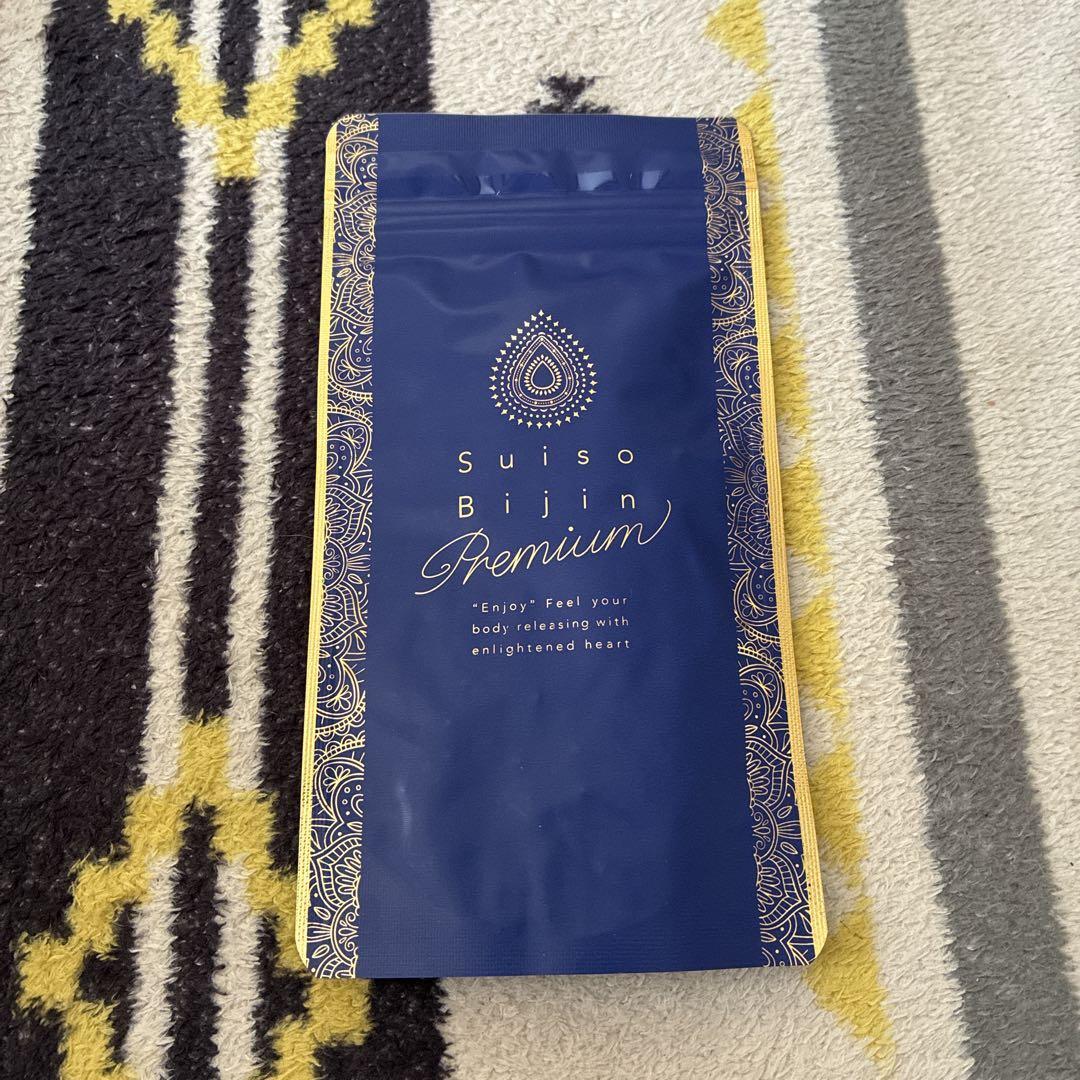 Suiso
Bijin
Premium
"Enjoy" Feel your
body releasing with
enlightened heart